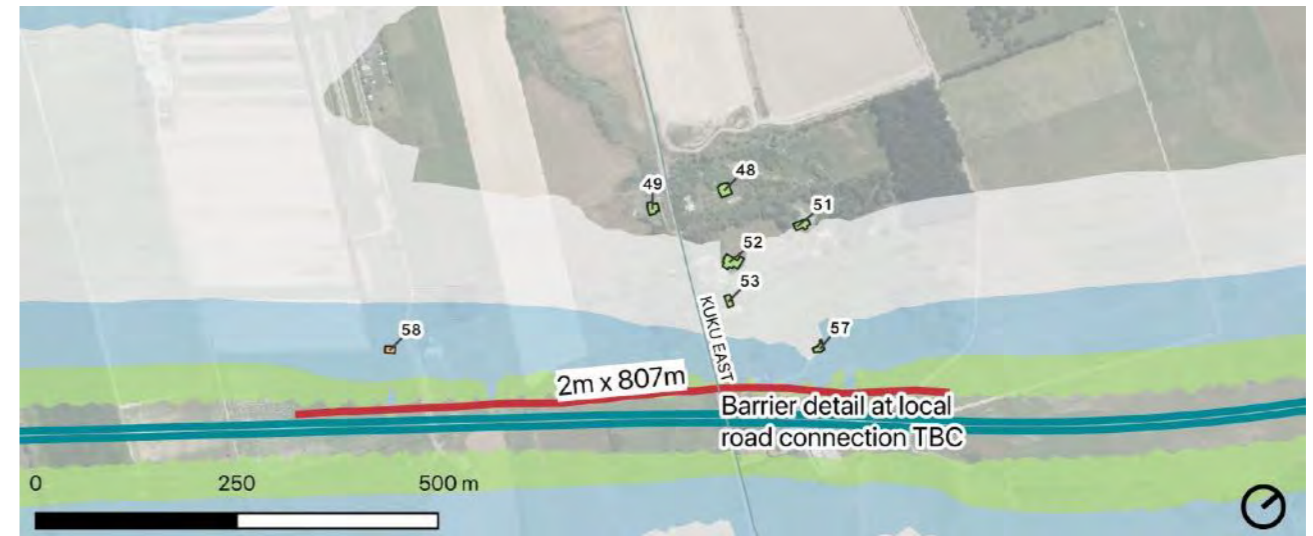 48
49
51
52
53
KUKU EAST
57
58
2m x 807m
Barrier detail at local
road connection TBC
0 250 500 m